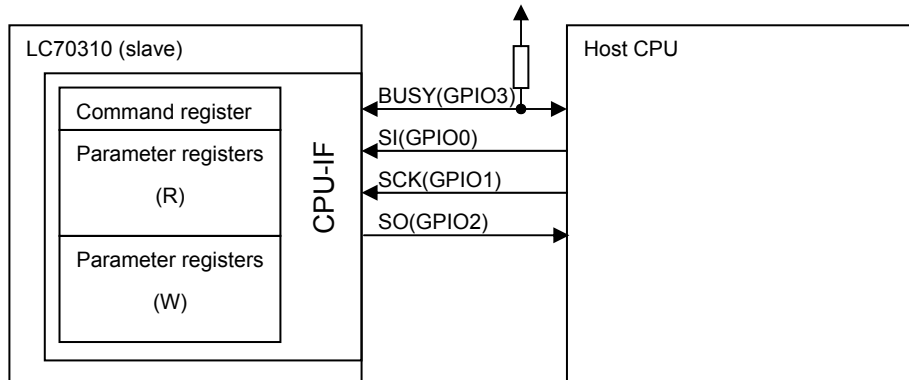 LC70310 (slave)
Host CPU
Command register
Parameter registers
(R)
Parameter registers
(W)
CPU-IF
BUSY(GPIO3)
SI(GPIO0)
SCK(GPIO1)
SO(GPIO2)